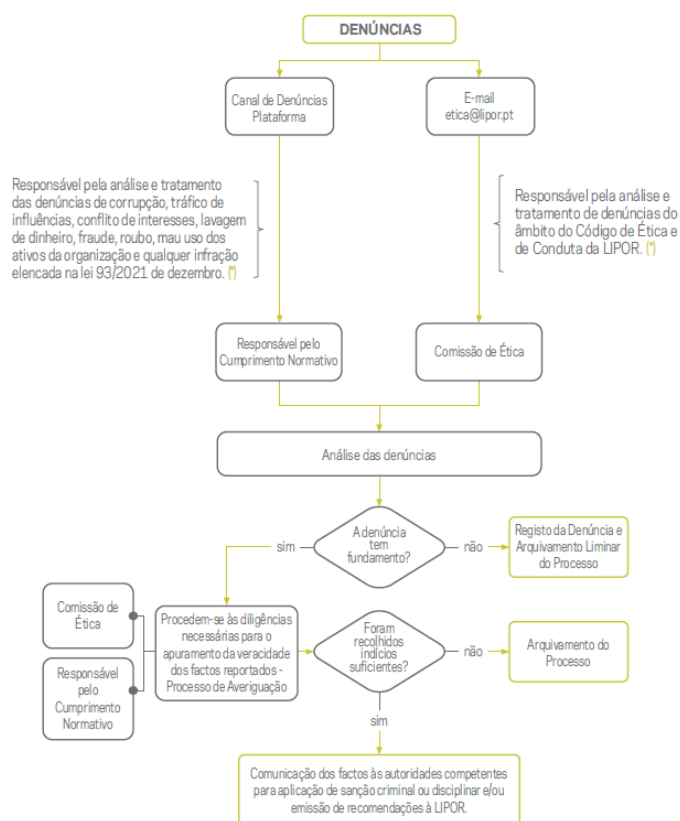 DENÚNCIAS
Canal de Denúncias
Plataforma
E-mail
etica@lipor.pt
Responsável pela análise e tratamento
das denúncias de corrupção, tráfico de
influências, conflito de interesses, lavagem
de dinheiro, fraude, roubo, mau uso dos
ativos da organização e qualquer infração
elencada na lei 93/2021 de dezembro. (*)
Responsável pela análise e
tratamento de denúncias do
âmbito do Código de Ética e
de Conduta da LIPOR. (*)
Responsável pelo
Cumprimento Normativo
Comissão de Ética
Análise das denúncias
A denúncia
tem
fundamento?
sim
não
Registo da Denúncia e
Arquivamento Liminar
do Processo
Comissão de
Ética
Responsável
pelo
Cumprimento
Normativo
Procedem-se às diligências
necessárias para o
apuramento da veracidade
dos factos reportados -
Processo de Averiguação
Foram
recolhidos
indícios
suficientes?
não
Arquivamento do
Processo
sim
Comunicação dos factos às autoridades competentes
para aplicação de sanção criminal ou disciplinar e/ou
emissão de recomendações à LIPOR.